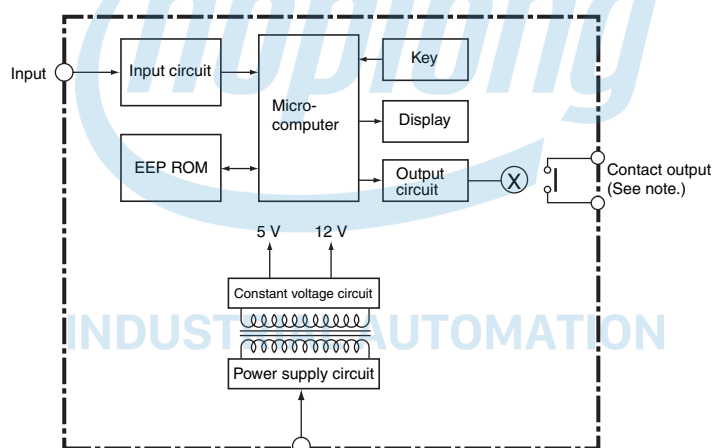 hoplong
Input
Input circuit
Key
Micro-
computer
Display
EEP ROM
Output
circuit
X
Contact output
(See note.)
5 V
12 V
Constant voltage circuit
INDUSTRIAL AUTOMATION
Power supply circuit